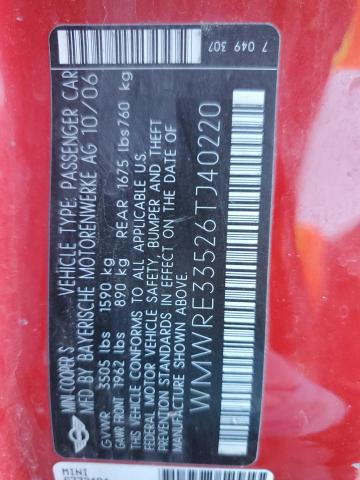 MINI COOPER S VEHICLE TYPE: PASSENGER CAR
MFD BY BAYERISCHE MOTORENWERKE AG 10/06
GVWR 3505 lbs 1590 kg
GAWR FRONT 1962 lbs 890 kg REAR 1675 lbs 760 kg
THIS VEHICLE CONFORMS TO ALL APPLICABLE U.S.
FEDERAL MOTOR VEHICLE SAFETY, BUMPER AND THEFT
PREVENTION STANDARDS IN EFFECT ON THE DATE OF
MANUFACTURE SHOWN ABOVE.
WMWRE33526TJ40220
7 049 307
MINI